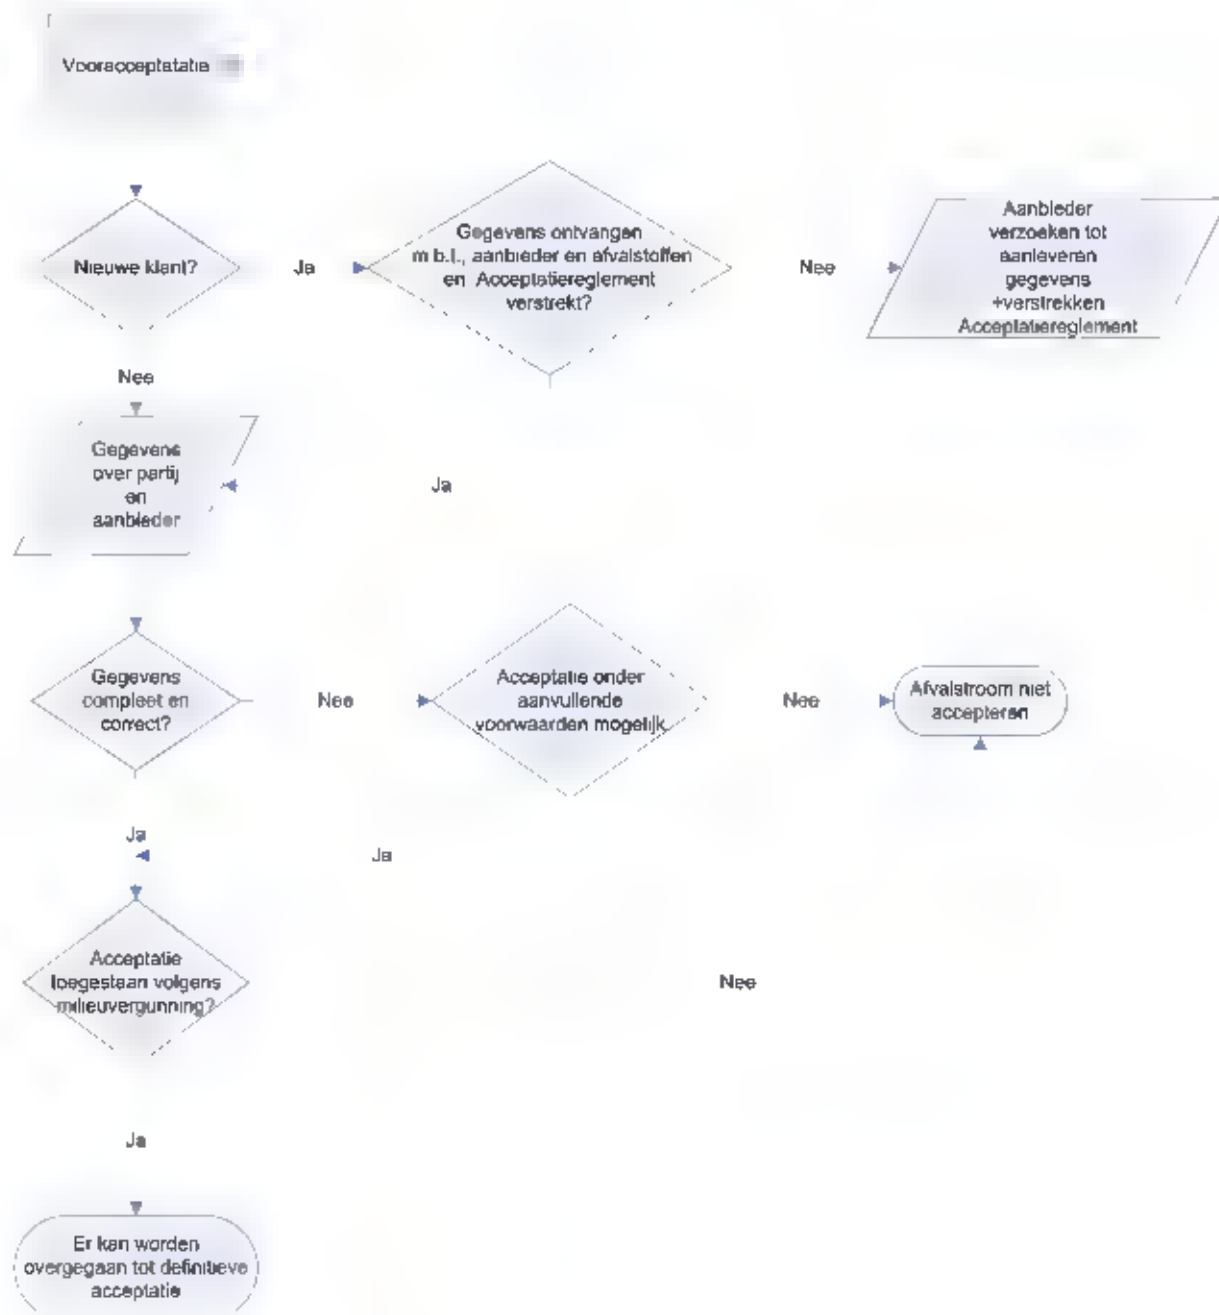 Vooracceptatatie
Nieuwe klant?
Ja
Gegevens ontvangen
m.b.t., aanbieder en afvalstoffen
en Acceptatiereglement
verstrekt?
Nee
Aanbieder
verzoeken tot
aanleveren
gegevens
+verstrekken
Acceptatiereglement
Nee
Gegevens
over partij
en
aanbieder
Ja
Gegevens
compleet en
correct?
Nee
Acceptatie onder
aanvullende
voorwaarden mogelijk
Nee
Afvalstroom niet
accepteren
Ja
Ja
Acceptatie
toegestaan volgens
milieuvergunning?
Nee
Ja
Er kan worden
overgegaan tot definitieve
acceptatie